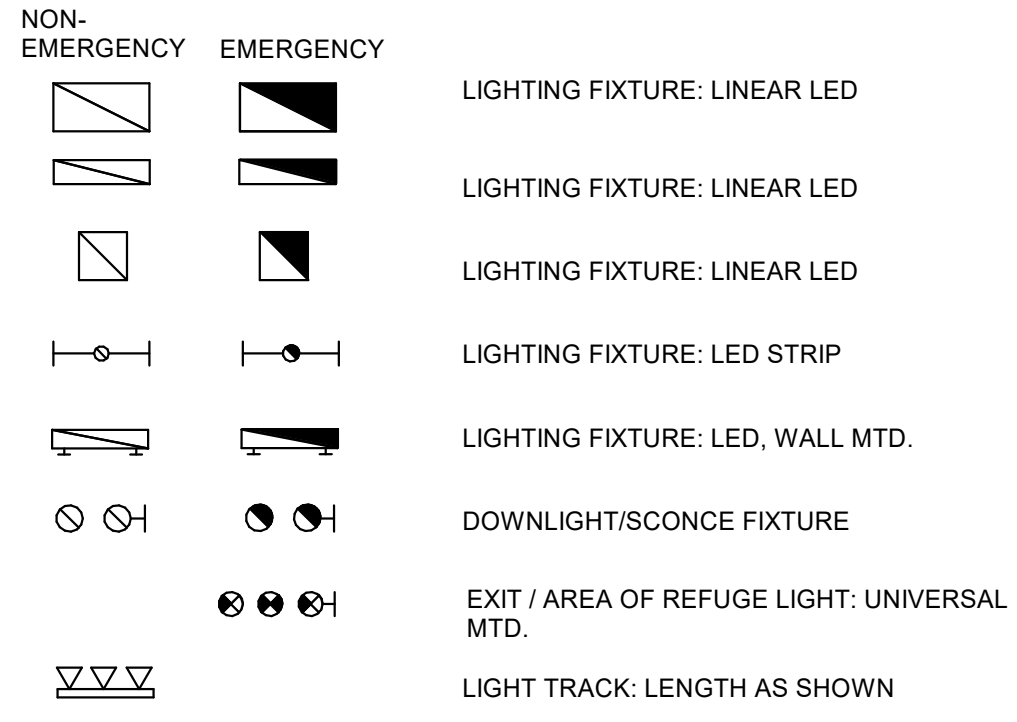 NON-
EMERGENCY
EMERGENCY
LIGHTING FIXTURE: LINEAR LED
LIGHTING FIXTURE: LINEAR LED
LIGHTING FIXTURE: LINEAR LED
LIGHTING FIXTURE: LED STRIP
LIGHTING FIXTURE: LED, WALL MTD.
DOWNLIGHT/SCONCE FIXTURE
EXIT / AREA OF REFUGE LIGHT: UNIVERSAL
MTD.
LIGHT TRACK: LENGTH AS SHOWN